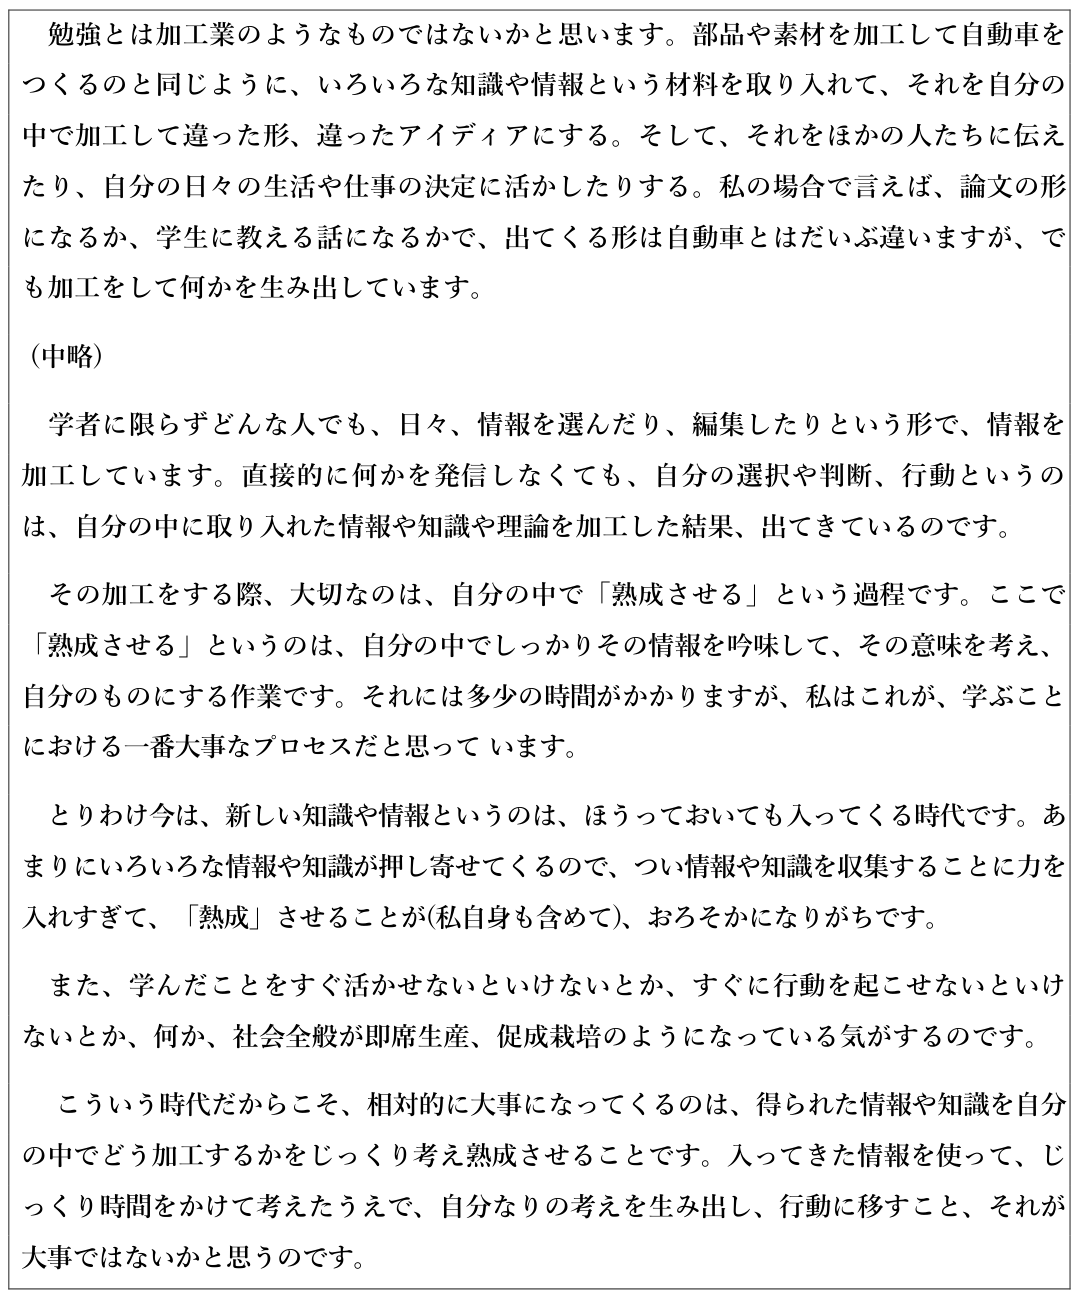 勉強とは加工業のようなものではないかと思います。部品や素材を加工して自動車を
つくるのと同じように、いろいろな知識や情報という材料を取り入れて、それを自分の
中で加工して違った形、違ったアイディアにする。そして、それをほかの人たちに伝え
たり、自分の日々の生活や仕事の決定に活かしたりする。私の場合で言えば、論文の形
になるか、学生に教える話になるかで、出てくる形は自動車とはだいぶ違いますが、で
も加工をして何かを生み出しています。
（中略）
学者に限らずどんな人でも、日々、情報を選んだり、編集したりという形で、情報を
加工しています。直接的に何かを発信しなくても、自分の選択や判断、行動というの
は、自分の中に取り入れた情報や知識や理論を加工した結果、出てきているのです。
その加工をする際、大切なのは、自分の中で「熟成させる」という過程です。ここで
「熟成させる」というのは、自分の中でしっかりその情報を吟味して、その意味を考え、
自分のものにする作業です。それには多少の時間がかかりますが、私はこれが、学ぶこと
における一番大事なプロセスだと思って います。
とりわけ今は、新しい知識や情報というのは、ほうっておいても入ってくる時代です。あ
まりにいろいろな情報や知識が押し寄せてくるので、つい情報や知識を収集することに力を
入れすぎて、「熟成」させることが(私自身も含めて)、おろそかになりがちです。
また、学んだことをすぐ活かせないといけないとか、すぐに行動を起こせないといけ
ないとか、何か、社会全般が即席生産、促成栽培のようになっている気がするのです。
こういう時代だからこそ、相対的に大事になってくるのは、得られた情報や知識を自分
の中でどう加工するかをじっくり考え熟成させることです。入ってきた情報を使って、じ
っくり時間をかけて考えたうえで、自分なりの考えを生み出し、行動に移すこと、それが
大事ではないかと思うのです。